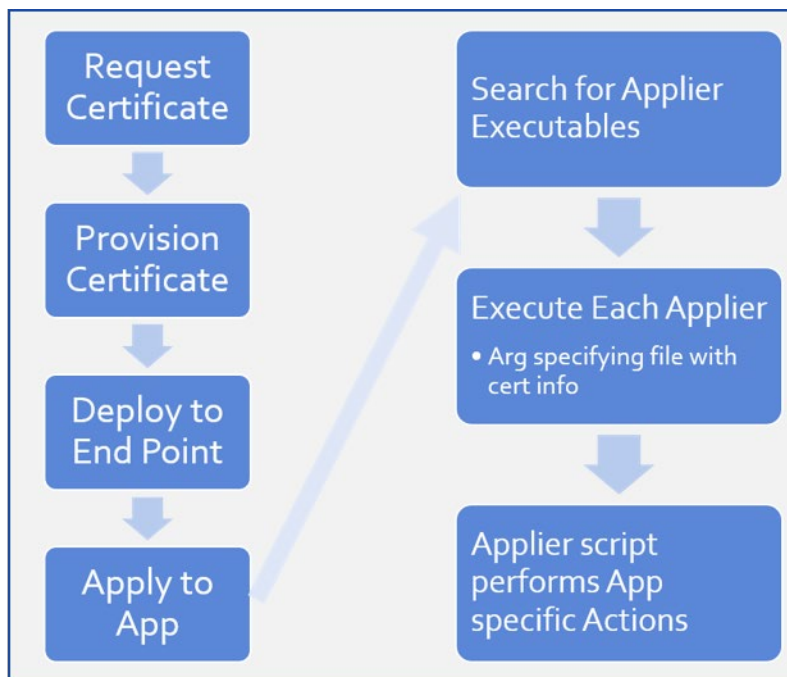 Request
Certificate
Provision
Certificate
Deploy to
End Point
Apply to
App
Search for Applier
Executables
Execute Each Applier
• Arg specifying file with
cert info
Applier script
performs App
specific Actions